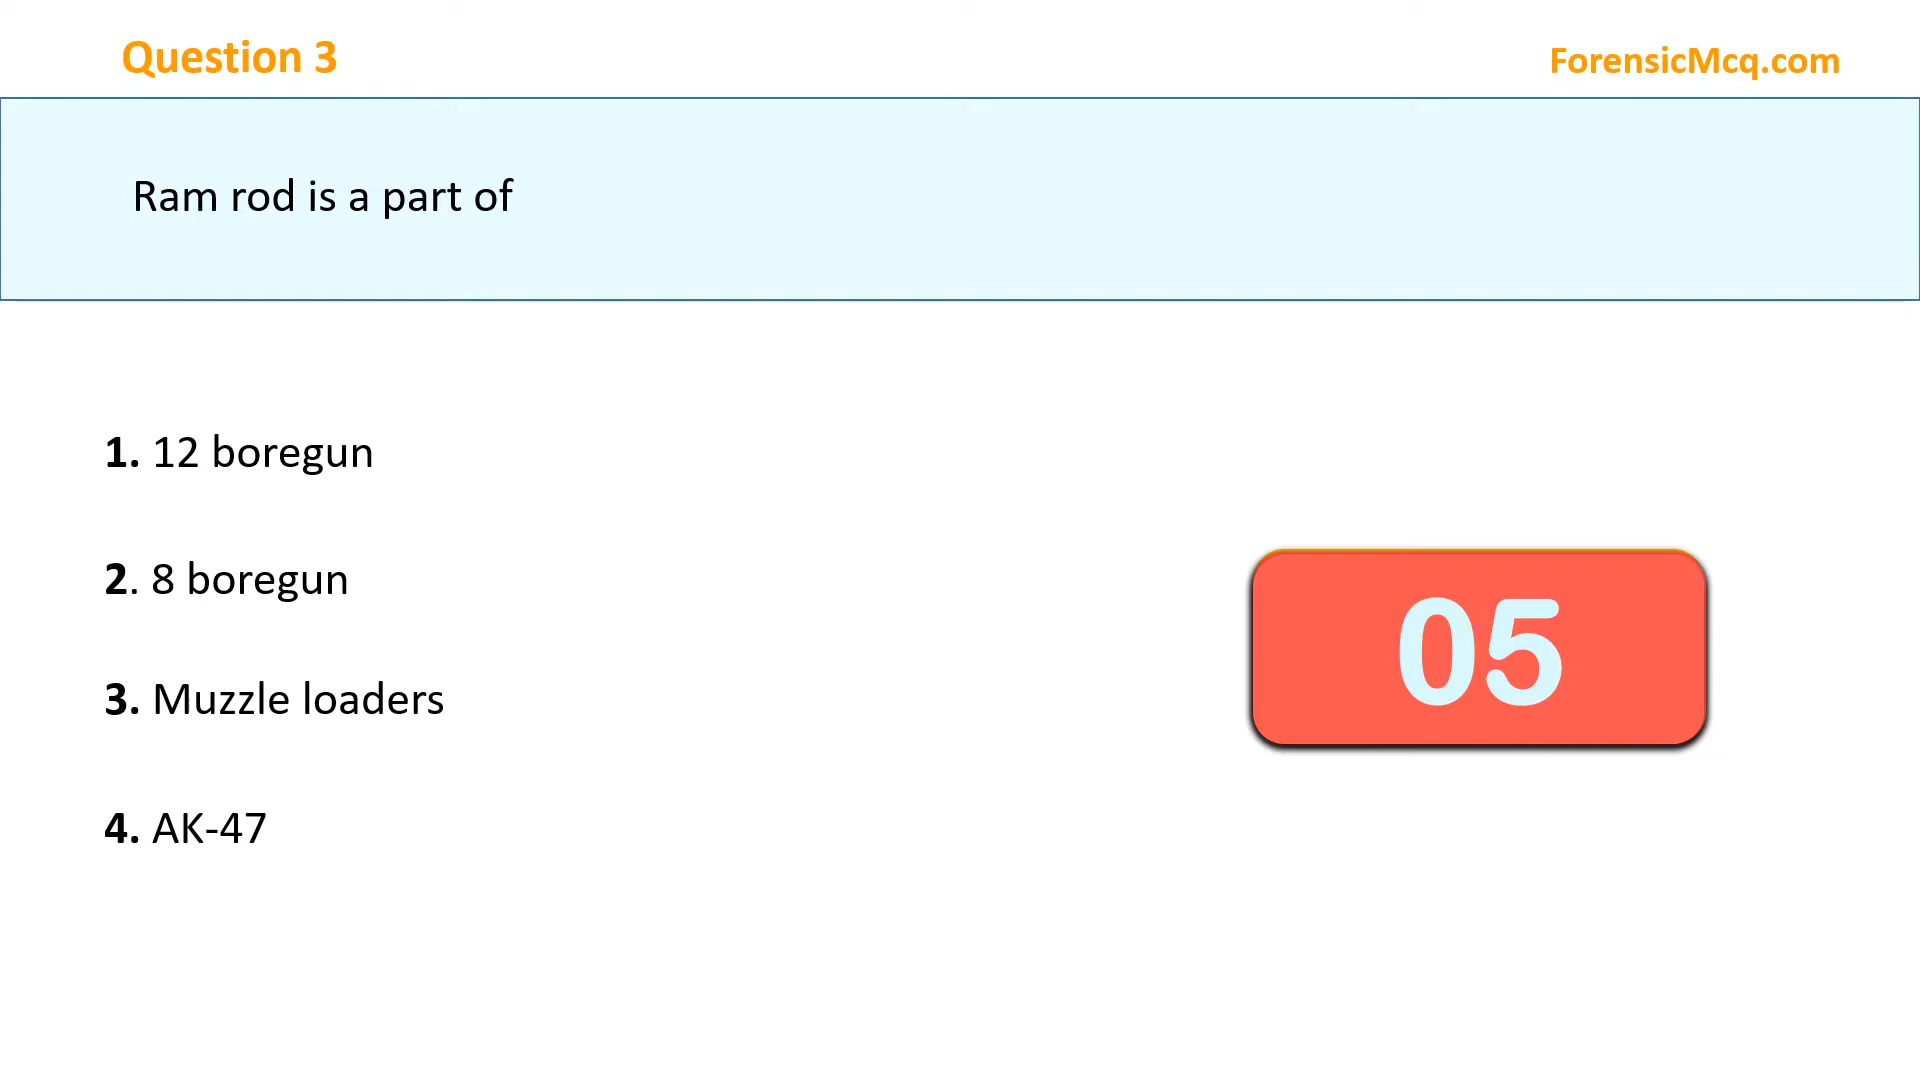 Question 3
ForensicMcq.com
Ram rod is a part of
1. 12 boregun
2. 8 boregun
3. Muzzle loaders
4. AK-47
05